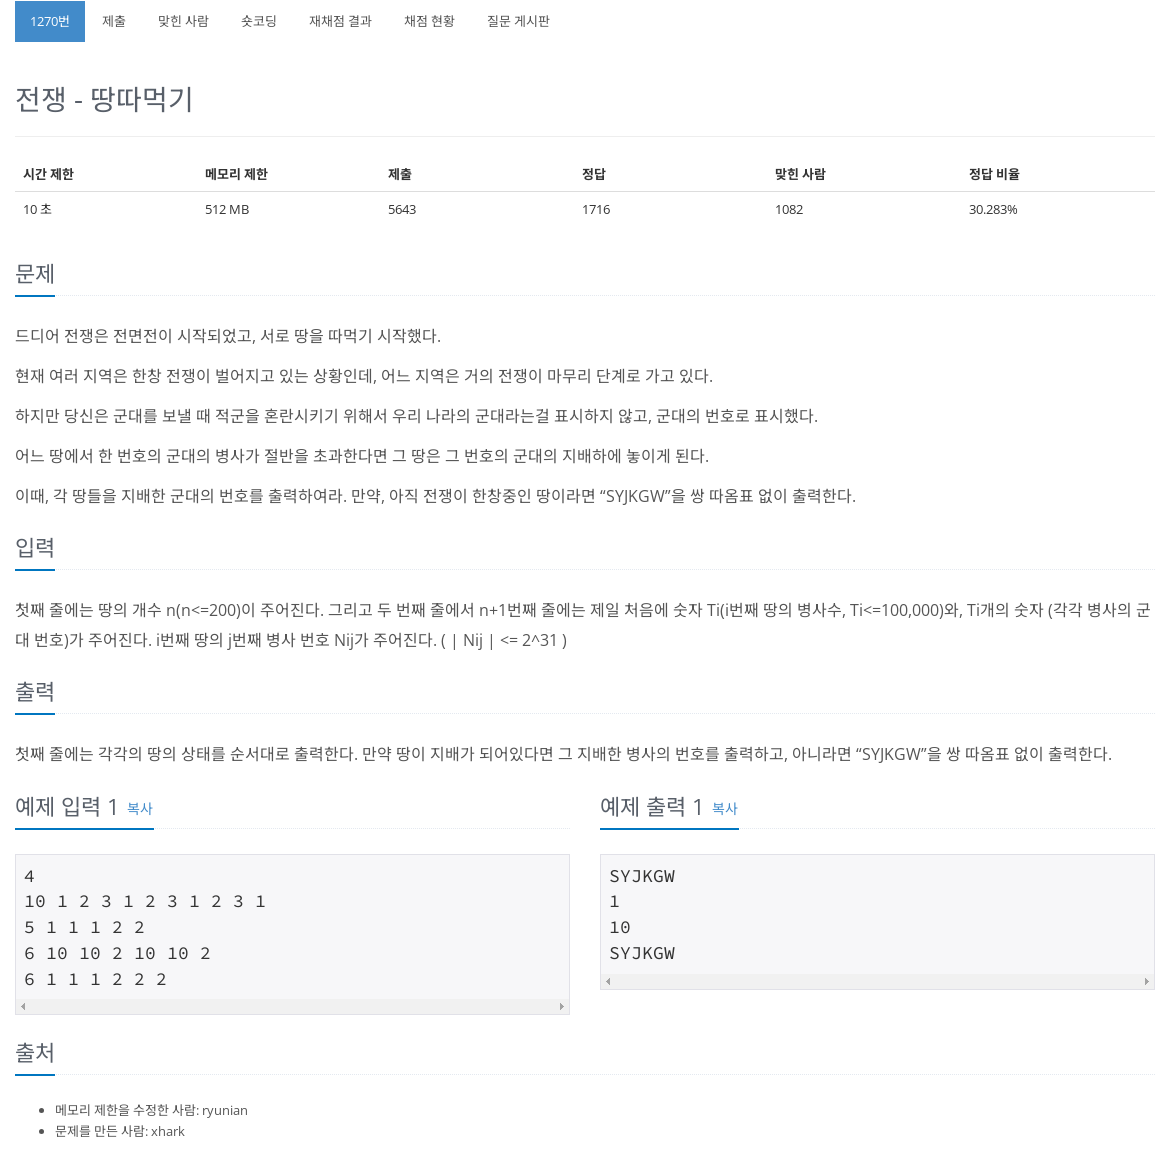 1270번 제출 맞힌 사람 숏코딩 재채점 결과 채점 현황 질문 게시판
전쟁 - 땅따먹기
시간 제한 메모리 제한 제출 정답 맞힌 사람 정답 비율
10 초 512 MB 5643 1716 1082 30.283%
문제
드디어 전쟁은 전면전이 시작되었고, 서로 땅을 따먹기 시작했다.
현재 여러 지역은 한창 전쟁이 벌어지고 있는 상황인데, 어느 지역은 거의 전쟁이 마무리 단계로 가고 있다.
하지만 당신은 군대를 보낼 때 적군을 혼란시키기 위해서 우리 나라의 군대라는걸 표시하지 않고, 군대의 번호로 표시했다.
어느 땅에서 한 번호의 군대의 병사가 절반을 초과한다면 그 땅은 그 번호의 군대의 지배하에 놓이게 된다.
이때, 각 땅들을 지배한 군대의 번호를 출력하여라. 만약, 아직 전쟁이 한창중인 땅이라면 “SYJKGW”을 쌍 따옴표 없이 출력한다.
입력
첫째 줄에는 땅의 개수 n(n<=200)이 주어진다. 그리고 두 번째 줄에서 n+1번째 줄에는 제일 처음에 숫자 Ti(i번째 땅의 병사수, Ti<=100,000)와, Ti개의 숫자 (각각 병사의 군
대 번호)가 주어진다. i번째 땅의 j번째 병사 번호 Nij가 주어진다. ( | Nij | <= 2^31 )
출력
첫째 줄에는 각각의 땅의 상태를 순서대로 출력한다. 만약 땅이 지배가 되어있다면 그 지배한 병사의 번호를 출력하고, 아니라면 “SYJKGW”을 쌍 따옴표 없이 출력한다.
예제 입력 1 복사
4
10 1 2 3 1 2 3 1 2 3 1
5 1 1 1 2 2
6 10 10 2 10 10 2
6 1 1 1 2 2 2
예제 출력 1 복사
SYJKGW
1
10
SYJKGW
출처
메모리 제한을 수정한 사람: ryunian
문제를 만든 사람: xhark